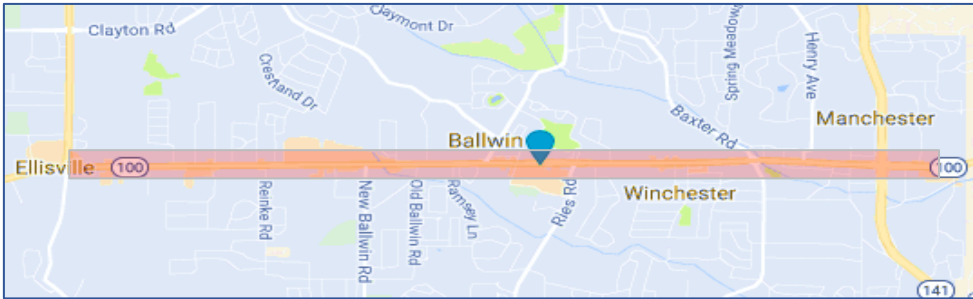 Claymont Dr
Clayton Rd
Crestland Dr
Spring Meadows
Henry Ave
Baxter Rd
Manchester
Ballwin
Ellisville
100
100
Winchester
Reinke Rd
New Ballwin Rd
Old Ballwin Rd
Ramsey Ln
Ries Rd
141